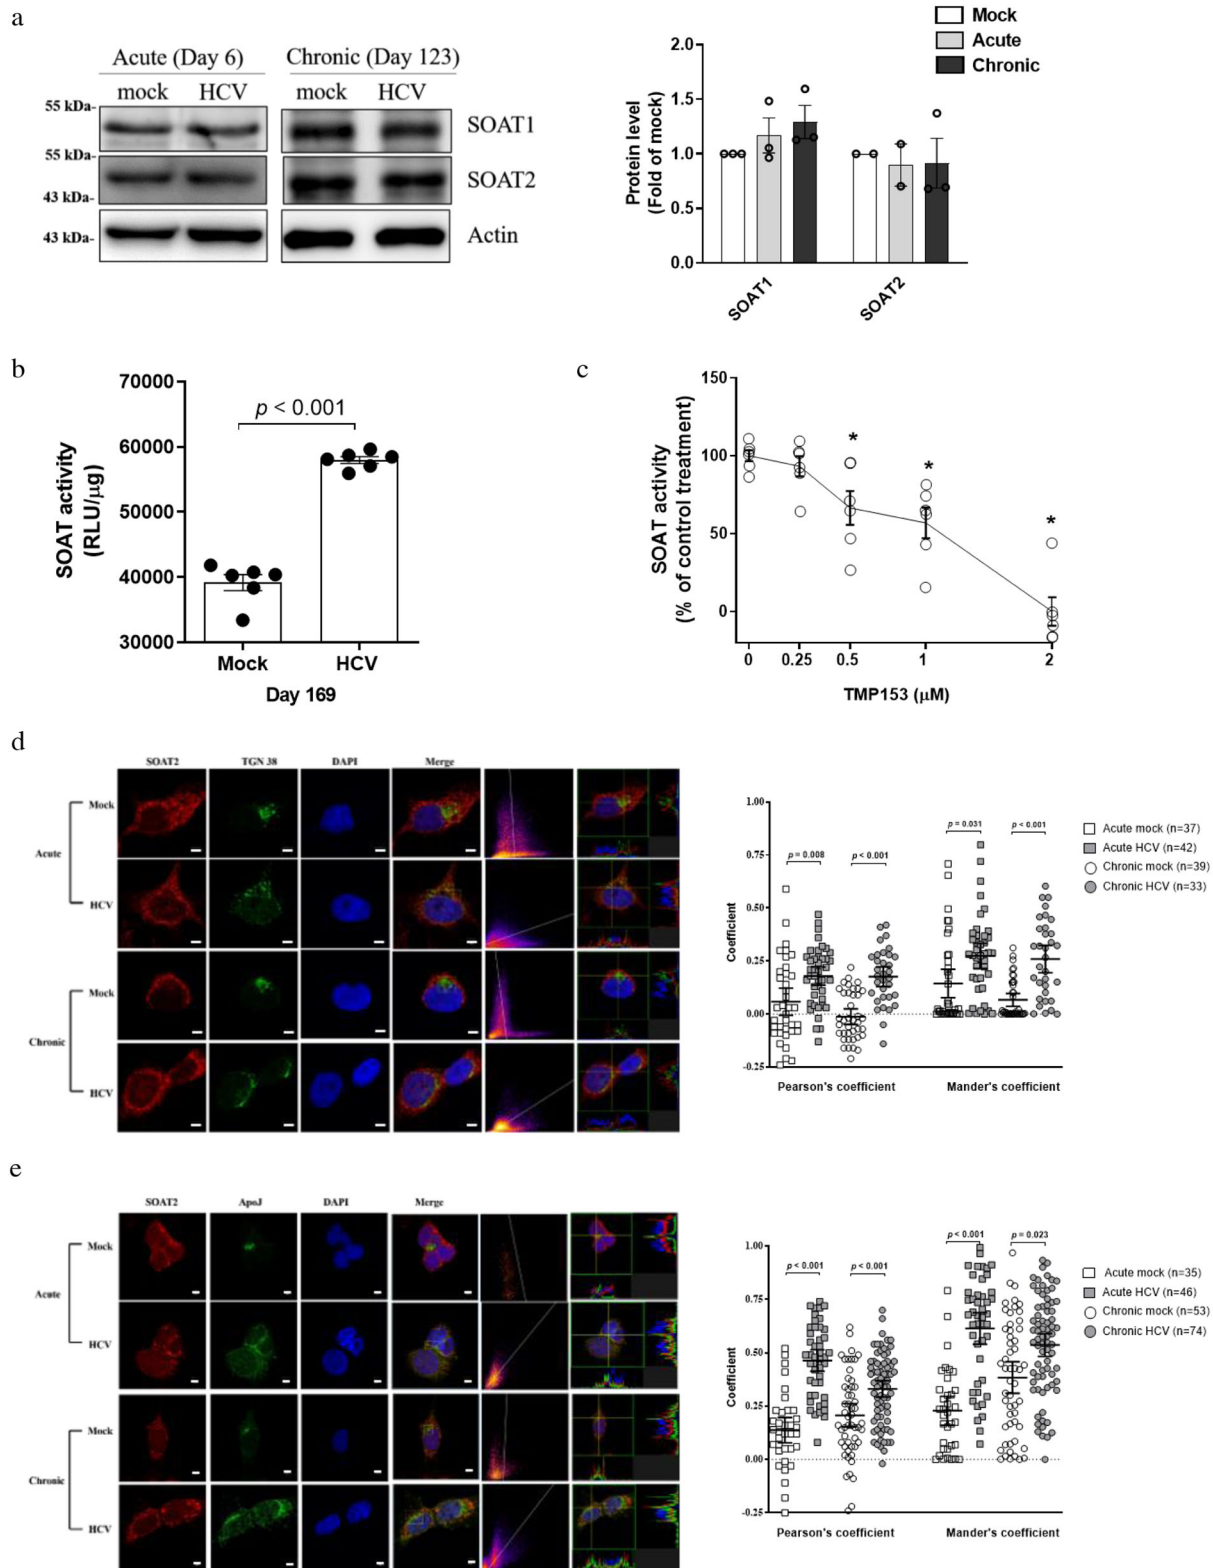 a
Acute (Day 6)
Chronic (Day 123)
mock
HCV
mock
HCV
55 kDa-
SOAT1
55 kDa-
SOAT2
43 kDa-
43 kDa-
Actin
Mock
Acute
Chronic
Protein level
(Fold of mock)
2.0
1.5
1.0
0.5
0.0
SOAT1
SOAT2
b
SOAT activity
(RLU/μg)
70000
60000
50000
40000
30000
p < 0.001
Mock
HCV
Day 169
c
SOAT activity
(% of control treatment)
150
100
50
0
*
*
*
0
0.25
0.5
1
2
TMP153 (μM)
d
SOAT2
TGN 38
DAPI
Merge
Acute
Mock
HCV
Chronic
Mock
HCV
Coefficient
1.00
0.75
0.50
0.25
0.00
-0.25
p = 0.008
p < 0.001
p = 0.031
p < 0.001
Pearson's coefficient
Mander's coefficient
Acute mock (n=37)
Acute HCV (n=42)
Chronic mock (n=39)
Chronic HCV (n=33)
e
SOAT2
ApoJ
DAPI
Merge
Acute
Mock
HCV
Chronic
Mock
HCV
Coefficient
1.00
0.75
0.50
0.25
0.00
-0.25
p < 0.001
p < 0.001
p < 0.001
p = 0.023
Pearson's coefficient
Mander's coefficient
Acute mock (n=35)
Acute HCV (n=46)
Chronic mock (n=53)
Chronic HCV (n=74)